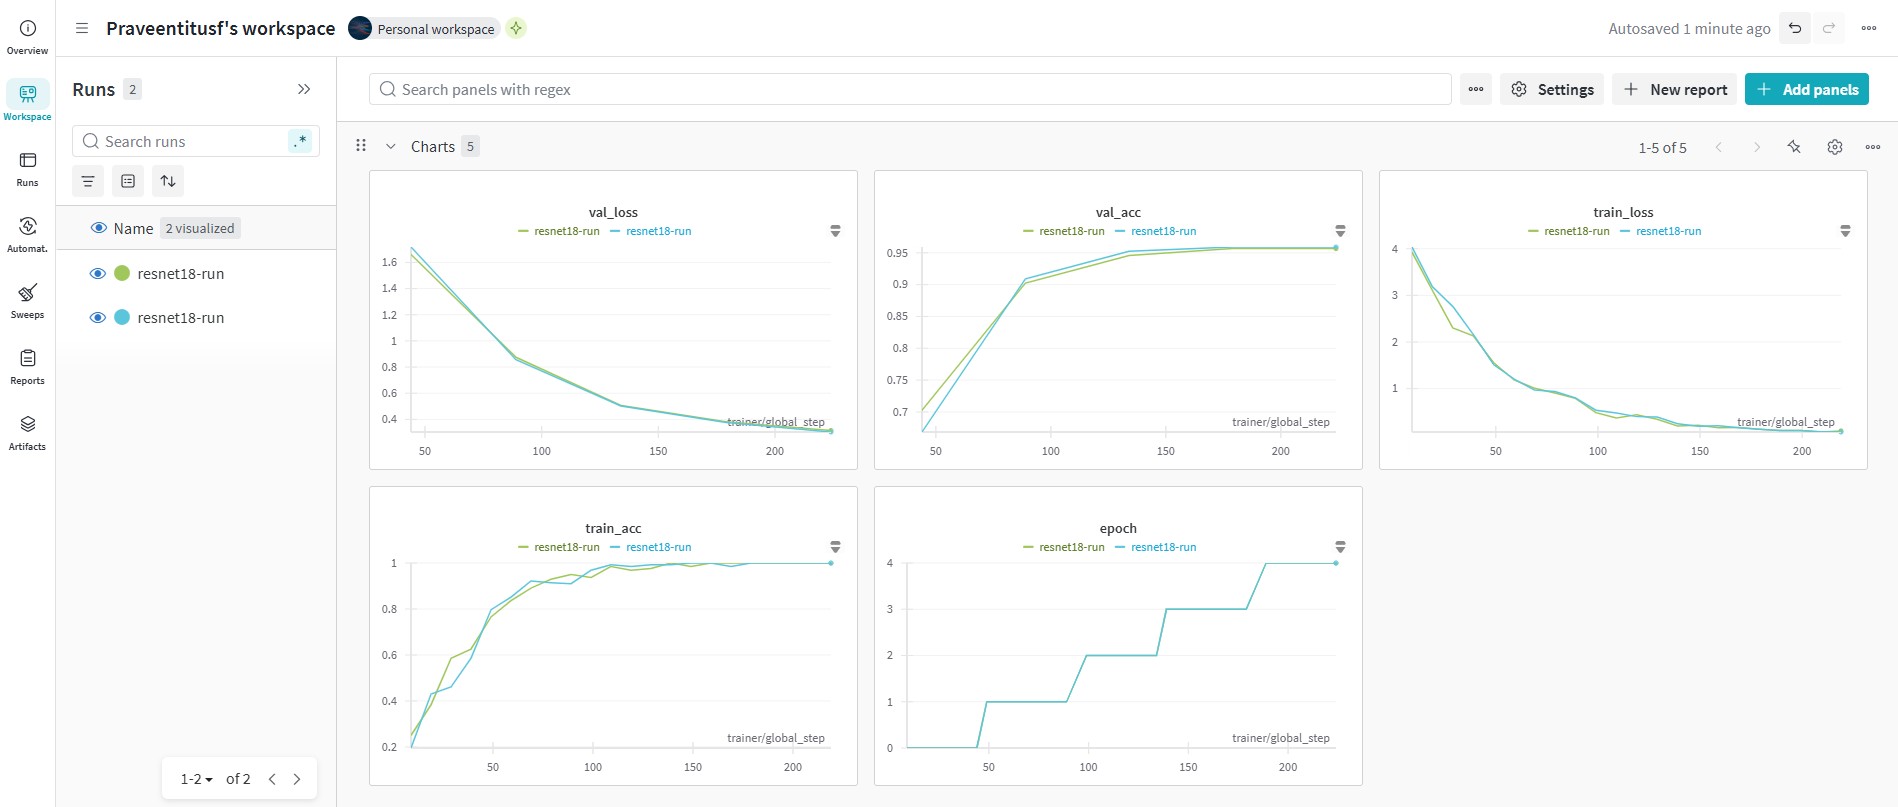 Overview
Workspace
Runs
Automat.
Sweeps
Reports
Artifacts
Praveentitusf's workspace
Personal workspace
Autosaved 1 minute ago
Runs 2
Search runs
.*
Name 2 visualized
resnet18-run
resnet18-run
1-2 of 2
Search panels with regex
Settings
New report
Add panels
Charts 5
1-5 of 5
val_loss
resnet18-run resnet18-run
1.6
1.4
1.2
1
0.8
0.6
0.4
trainer/global_step
50 100 150 200
val_acc
resnet18-run resnet18-run
0.95
0.9
0.85
0.8
0.75
0.7
trainer/global_step
50 100 150 200
train_loss
resnet18-run resnet18-run
4
3
2
1
trainer/global_step
50 100 150 200
train_acc
resnet18-run resnet18-run
1
0.8
0.6
0.4
0.2
trainer/global_step
50 100 150 200
epoch
resnet18-run resnet18-run
4
3
2
1
0
trainer/global_step
50 100 150 200